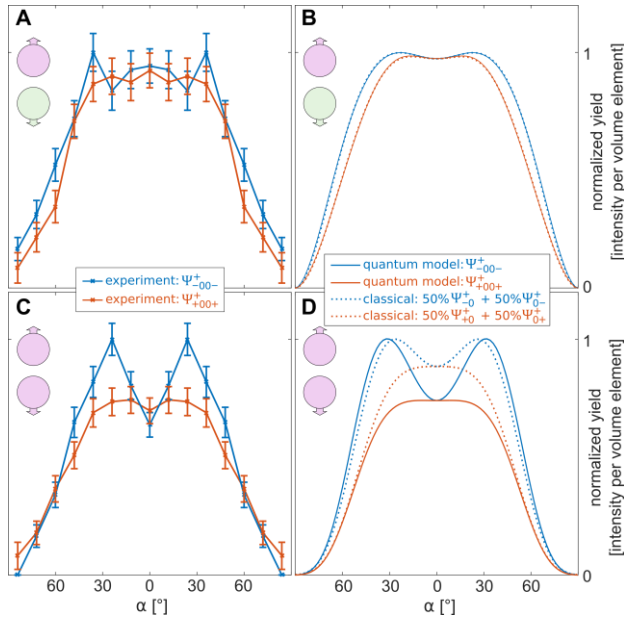 A
B
1
0
normalized yield
[intensity per volume element]
experiment: Ψ⁺₋₀₀₋
experiment: Ψ⁺₊₀₀₊
quantum model: Ψ⁺₋₀₀₋
quantum model: Ψ⁺₊₀₀₊
classical: 50%Ψ⁺₋₀ + 50%Ψ⁺₀₋
classical: 50%Ψ⁺₊₀ + 50%Ψ⁺₀₊
C
D
1
0
normalized yield
[intensity per volume element]
60 30 0 30 60
60 30 0 30 60
α [°]
α [°]